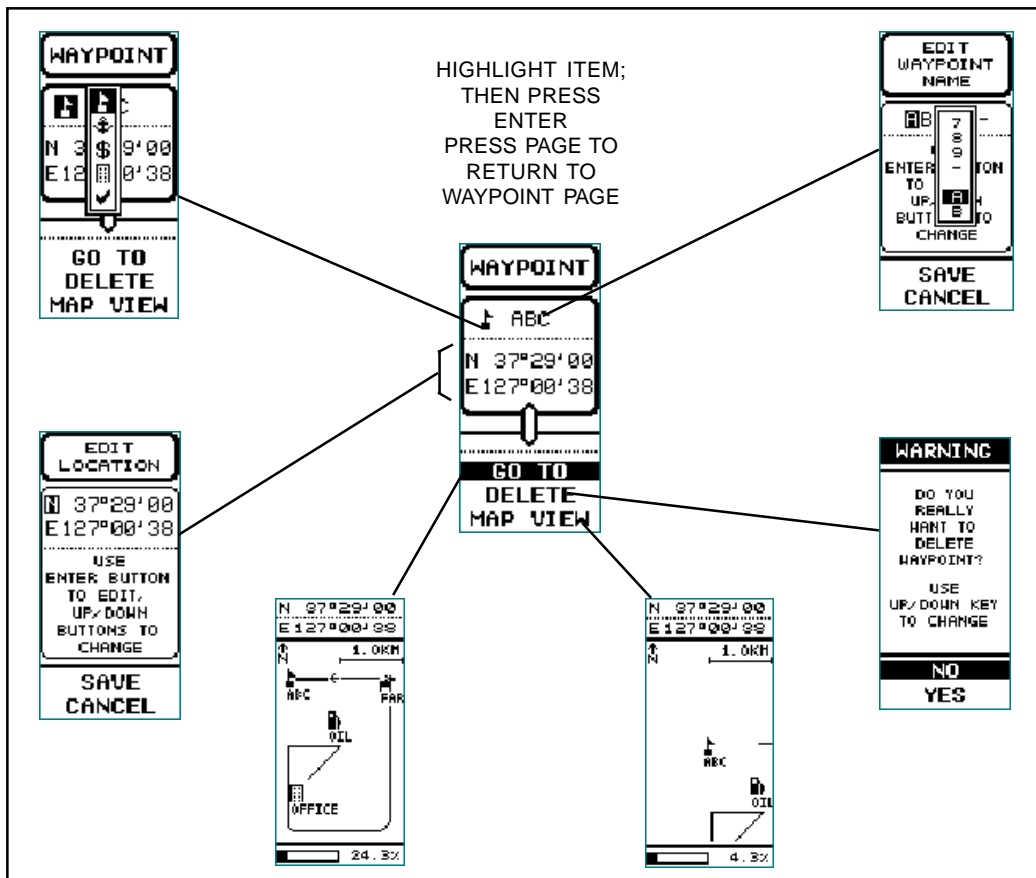 WAYPOINT
N 3 9'00
E12 0'38
GO TO
DELETE
MAP VIEW
HIGHLIGHT ITEM;
THEN PRESS
ENTER
PRESS PAGE TO
RETURN TO
WAYPOINT PAGE
EDIT
WAYPOINT
NAME
AB -
7
8
9
-
A
B
ENTER TON
TO
UP/ N
BUTT TO
CHANGE
SAVE
CANCEL
WAYPOINT
ABC
N 37°29'00
E127°00'38
GO TO
DELETE
MAP VIEW
EDIT
LOCATION
N 37°29'00
E127°00'38
USE
ENTER BUTTON
TO EDIT,
UP/DOWN
BUTTONS TO
CHANGE
SAVE
CANCEL
WARNING
DO YOU
REALLY
WANT TO
DELETE
WAYPOINT?
USE
UP/DOWN KEY
TO CHANGE
NO
YES
N 37°29'00
E127°00'38
N
1.0KM
ABC
PAR
OIL
OFFICE
24.3%
N 37°29'00
E127°00'38
N
1.0KM
ABC
OIL
4.3%